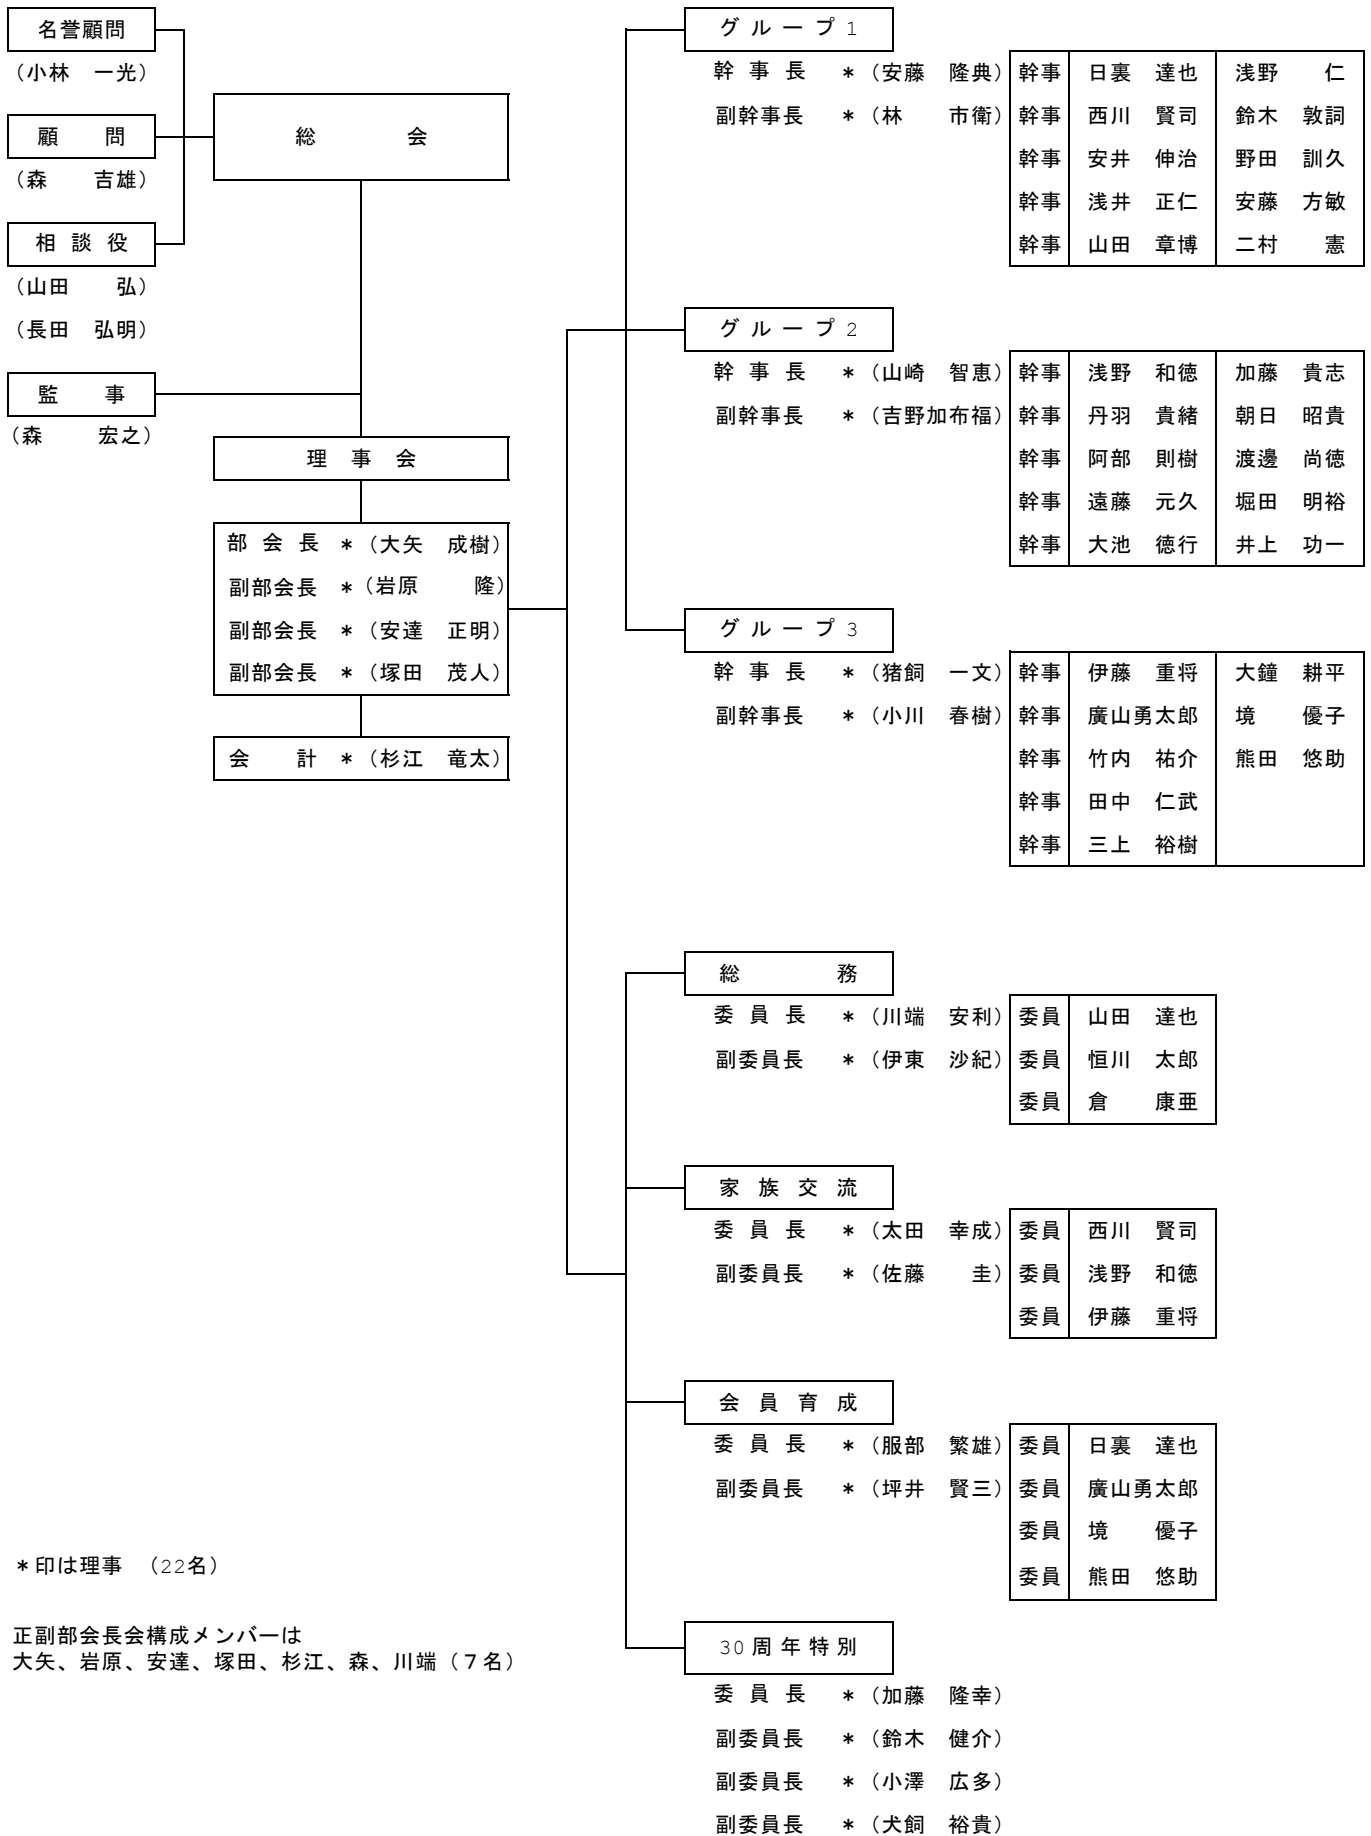 名誉顧問
（小林　一光）
顧　問
（森　　吉雄）
相談役
（山田　　弘）
（長田　弘明）
監　事
（森　　宏之）
総　会
理事会
部会長　＊（大矢　成樹）
副部会長　＊（岩原　　隆）
副部会長　＊（安達　正明）
副部会長　＊（塚田　茂人）
会　計　＊（杉江　竜太）
グループ1
幹事長　＊（安藤　隆典）　幹事　日裏　達也　浅野　　仁
副幹事長　＊（林　　市衛）　幹事　西川　賢司　鈴木　敦詞
幹事　安井　伸治　野田　訓久
幹事　浅井　正仁　安藤　方敏
幹事　山田　章博　二村　　憲
グループ2
幹事長　＊（山崎　智恵）　幹事　浅野　和徳　加藤　貴志
副幹事長　＊（吉野加布福）　幹事　丹羽　貴緒　朝日　昭貴
幹事　阿部　則樹　渡邊　尚徳
幹事　遠藤　元久　堀田　明裕
幹事　大池　徳行　井上　功一
グループ3
幹事長　＊（猪飼　一文）　幹事　伊藤　重将　大鐘　耕平
副幹事長　＊（小川　春樹）　幹事　廣山勇太郎　境　　優子
幹事　竹内　祐介　熊田　悠助
幹事　田中　仁武
幹事　三上　裕樹
総　務
委員長　＊（川端　安利）　委員　山田　達也
副委員長　＊（伊東　沙紀）　委員　恒川　太郎
委員　倉　　康亜
家族交流
委員長　＊（太田　幸成）　委員　西川　賢司
副委員長　＊（佐藤　　圭）　委員　浅野　和徳
委員　伊藤　重将
会員育成
委員長　＊（服部　繁雄）　委員　日裏　達也
副委員長　＊（坪井　賢三）　委員　廣山勇太郎
委員　境　　優子
委員　熊田　悠助
30周年特別
委員長　＊（加藤　隆幸）
副委員長　＊（鈴木　健介）
副委員長　＊（小澤　広多）
副委員長　＊（犬飼　裕貴）
＊印は理事　（22名）
正副部会長会構成メンバーは
大矢、岩原、安達、塚田、杉江、森、川端（７名）